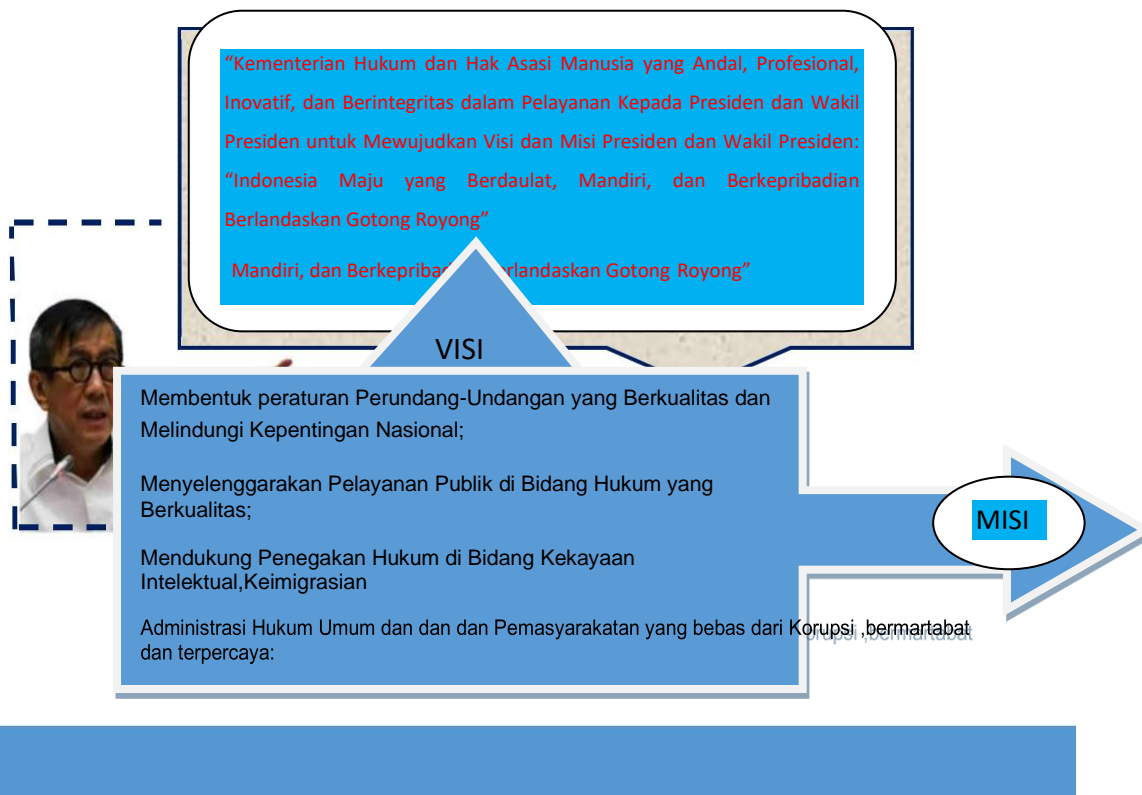 “Kementerian Hukum dan Hak Asasi Manusia yang Andal, Profesional,
Inovatif, dan Berintegritas dalam Pelayanan Kepada Presiden dan Wakil
Presiden untuk Mewujudkan Visi dan Misi Presiden dan Wakil Presiden:
“Indonesia Maju yang Berdaulat, Mandiri, dan Berkepribadian
Berlandaskan Gotong Royong”
Mandiri, dan Berkepribad rlandaskan Gotong Royong”
VISI
Membentuk peraturan Perundang-Undangan yang Berkualitas dan
Melindungi Kepentingan Nasional;
Menyelenggarakan Pelayanan Publik di Bidang Hukum yang
Berkualitas;
Mendukung Penegakan Hukum di Bidang Kekayaan
Intelektual,Keimigrasian
Administrasi Hukum Umum dan dan dan Pemasyarakatan yang bebas dari Korupsi ,bermartabat
dan terpercaya:
MISI